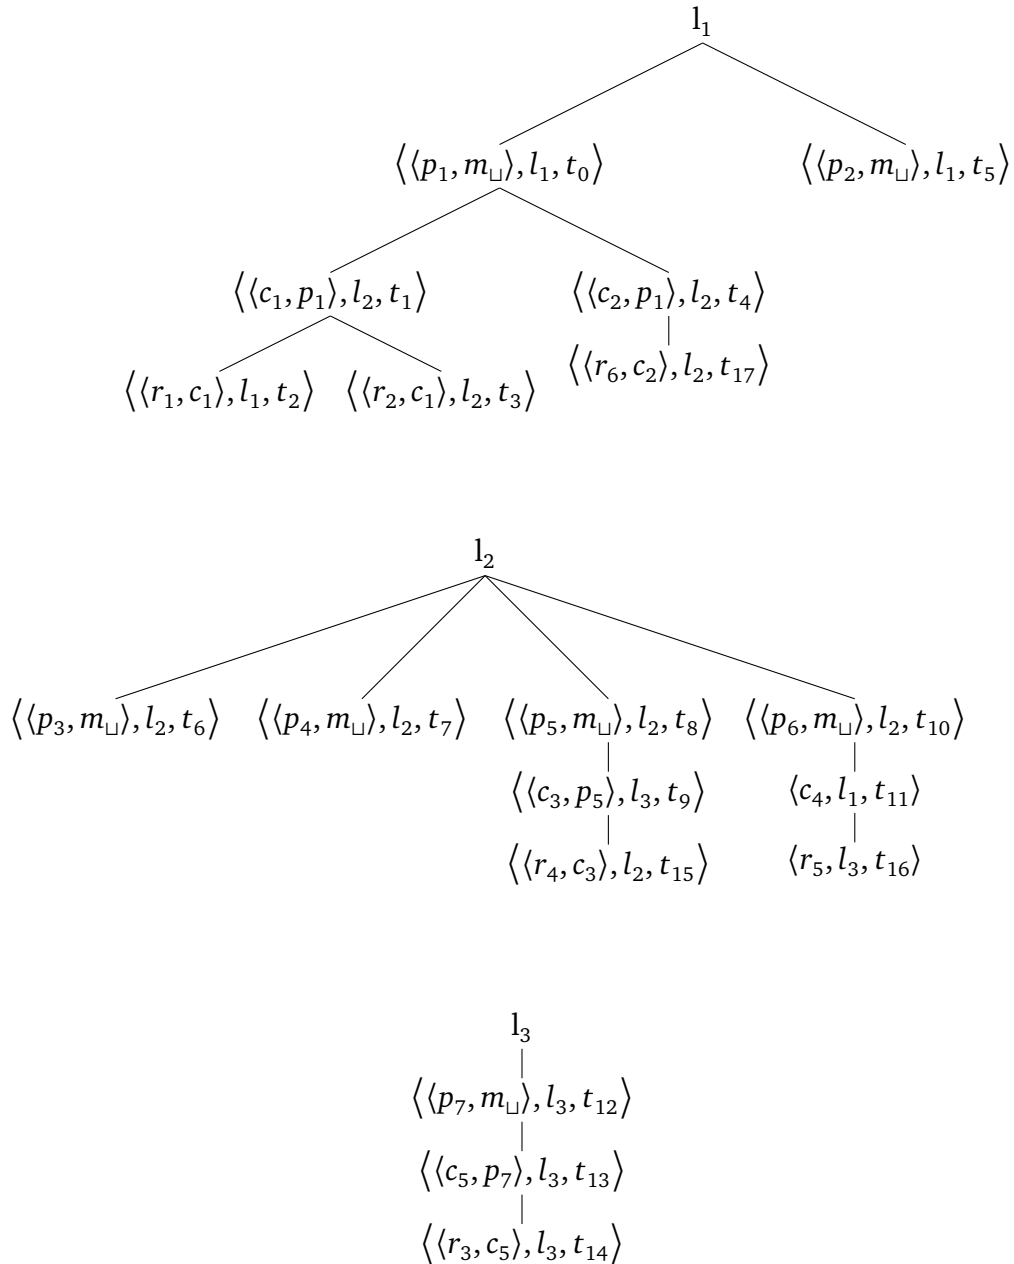 l₁
⟨⟨p₁, m⊔⟩, l₁, t₀⟩ ⟨⟨p₂, m⊔⟩, l₁, t₅⟩
⟨⟨c₁, p₁⟩, l₂, t₁⟩ ⟨⟨c₂, p₁⟩, l₂, t₄⟩
⟨⟨r₁, c₁⟩, l₁, t₂⟩ ⟨⟨r₂, c₁⟩, l₂, t₃⟩ ⟨⟨r₆, c₂⟩, l₂, t₁₇⟩
l₂
⟨⟨p₃, m⊔⟩, l₂, t₆⟩ ⟨⟨p₄, m⊔⟩, l₂, t₇⟩ ⟨⟨p₅, m⊔⟩, l₂, t₈⟩ ⟨⟨p₆, m⊔⟩, l₂, t₁₀⟩
⟨⟨c₃, p₅⟩, l₃, t₉⟩ ⟨c₄, l₁, t₁₁⟩
⟨⟨r₄, c₃⟩, l₂, t₁₅⟩ ⟨r₅, l₃, t₁₆⟩
l₃
⟨⟨p₇, m⊔⟩, l₃, t₁₂⟩
⟨⟨c₅, p₇⟩, l₃, t₁₃⟩
⟨⟨r₃, c₅⟩, l₃, t₁₄⟩